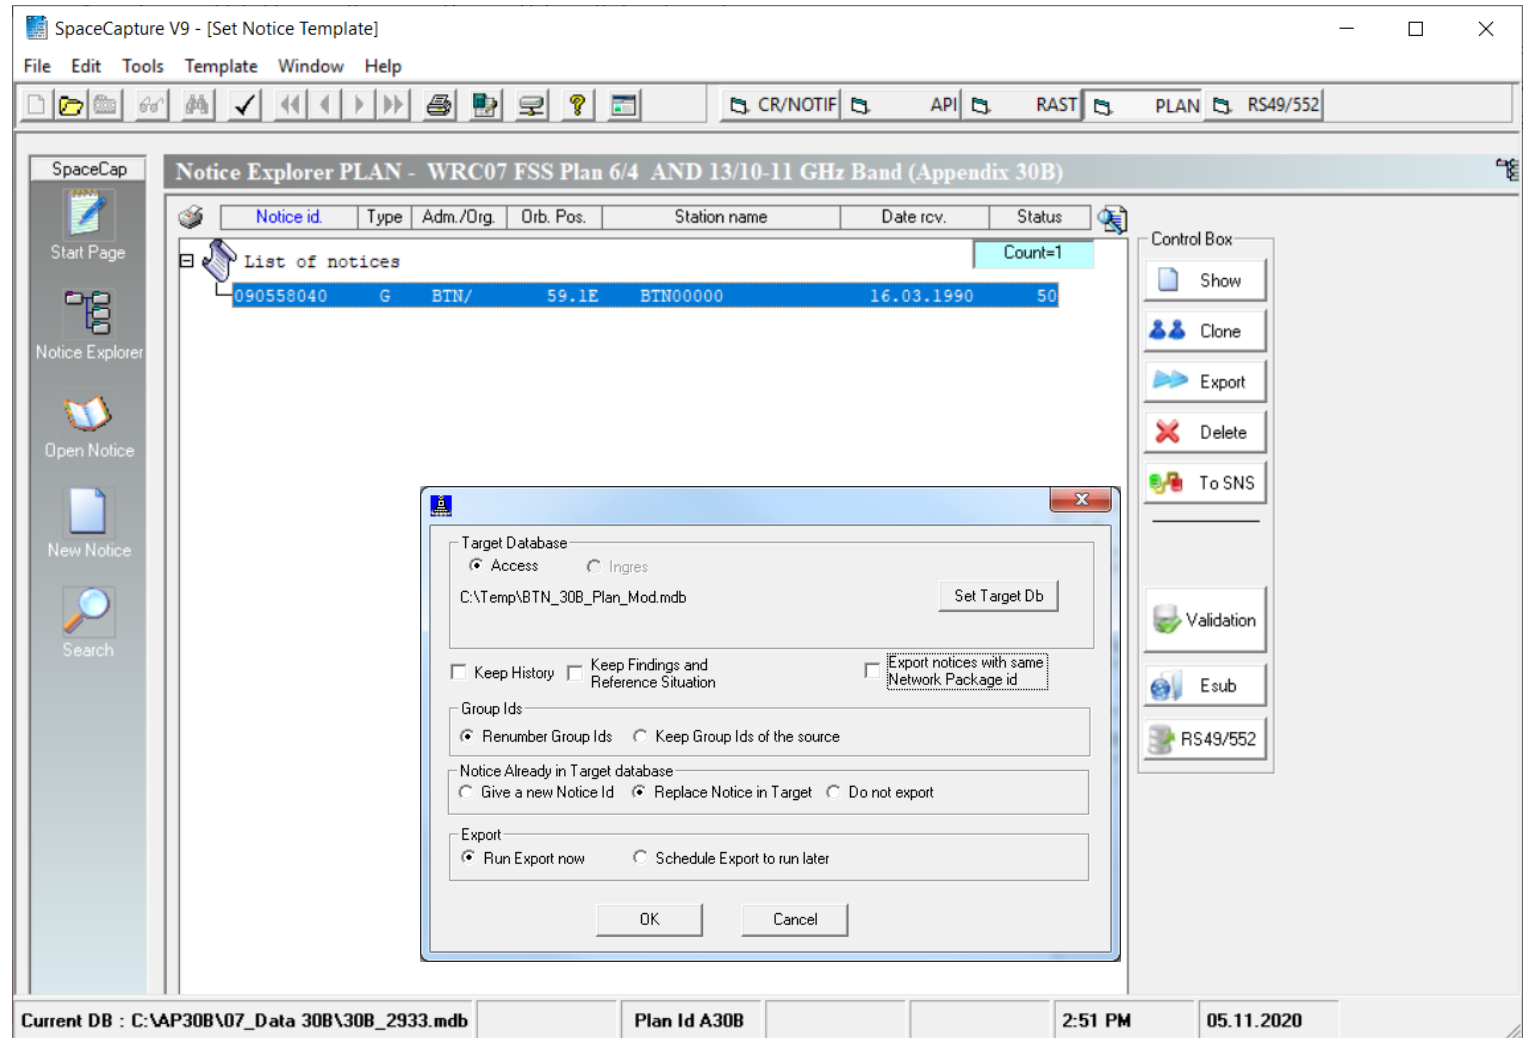 SpaceCapture V9 - [Set Notice Template]
File Edit Tools Template Window Help
CR/NOTIF API RAST PLAN RS49/552
SpaceCap
Notice Explorer PLAN - WRC07 FSS Plan 6/4 AND 13/10-11 GHz Band (Appendix 30B)
Notice id. Type Adm./Org. Orb. Pos. Station name Date rcv. Status
List of notices
Count=1
090558040 G BTN/ 59.1E BTN00000 16.03.1990 50
Start Page
Notice Explorer
Open Notice
New Notice
Search
Control Box
Show
Clone
Export
Delete
To SNS
Validation
Esub
RS49/552
Target Database
Access Ingres
C:\Temp\BTN_30B_Plan_Mod.mdb
Set Target Db
Keep History
Keep Findings and
Reference Situation
Export notices with same
Network Package id
Group Ids
Renumber Group Ids Keep Group Ids of the source
Notice Already in Target database
Give a new Notice Id Replace Notice in Target Do not export
Export
Run Export now Schedule Export to run later
OK Cancel
Current DB : C:\AP30B\07_Data 30B\30B_2933.mdb Plan Id A30B 2:51 PM 05.11.2020